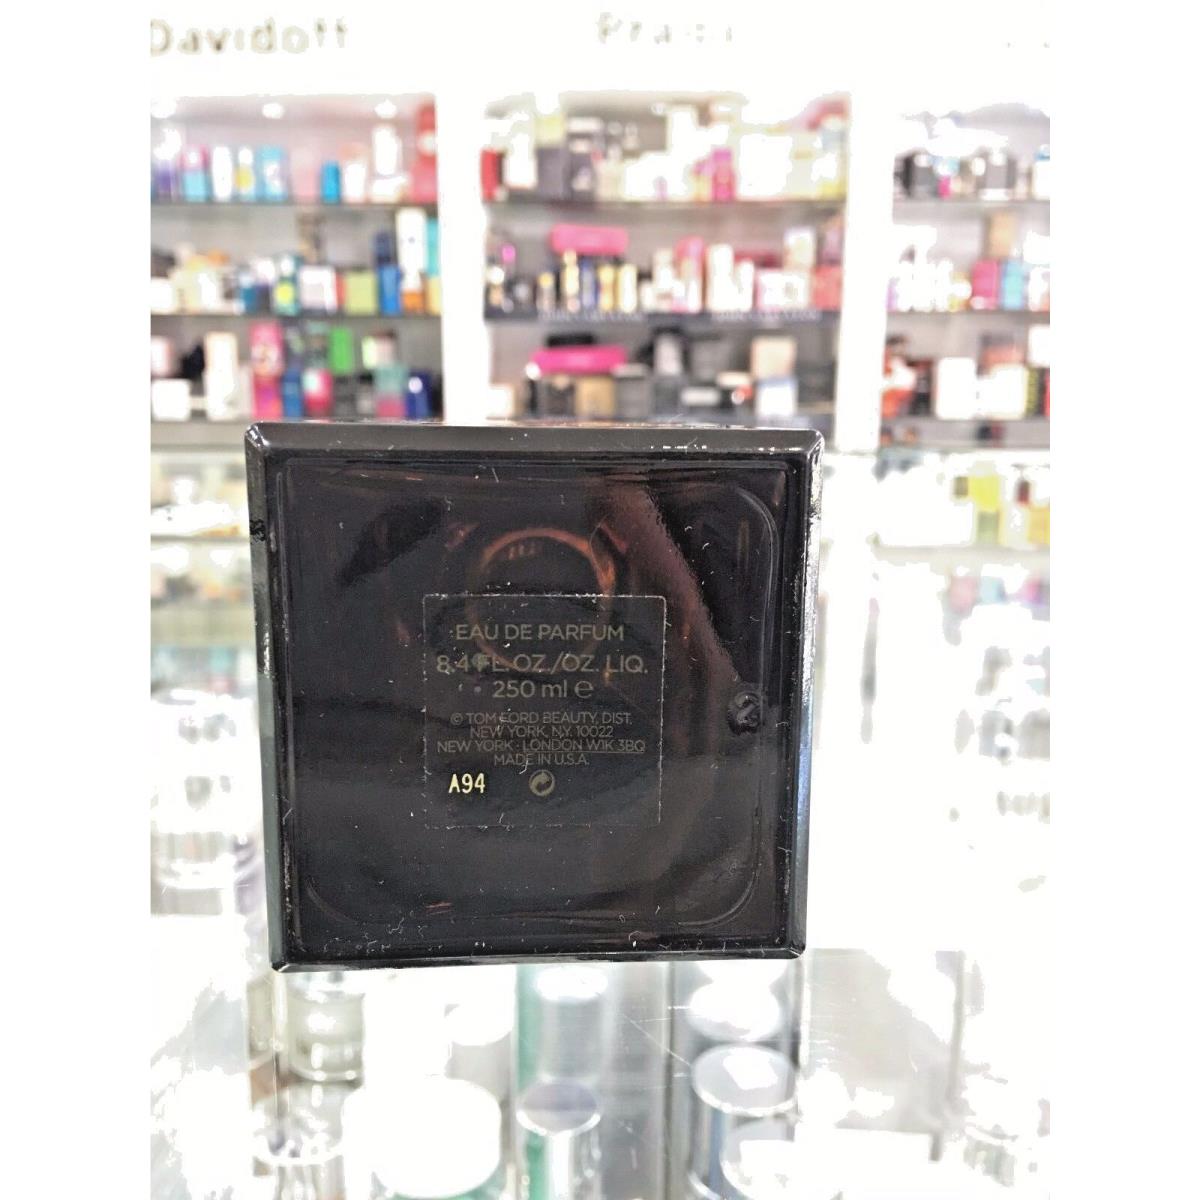 Davidoff
EAU DE PARFUM
8.4 FL. OZ./OZ. LIQ.
250 ml ℮
© TOM FORD BEAUTY, DIST.
NEW YORK, N.Y. 10022
NEW YORK · LONDON W1K 3BQ
MADE IN U.S.A.
A94